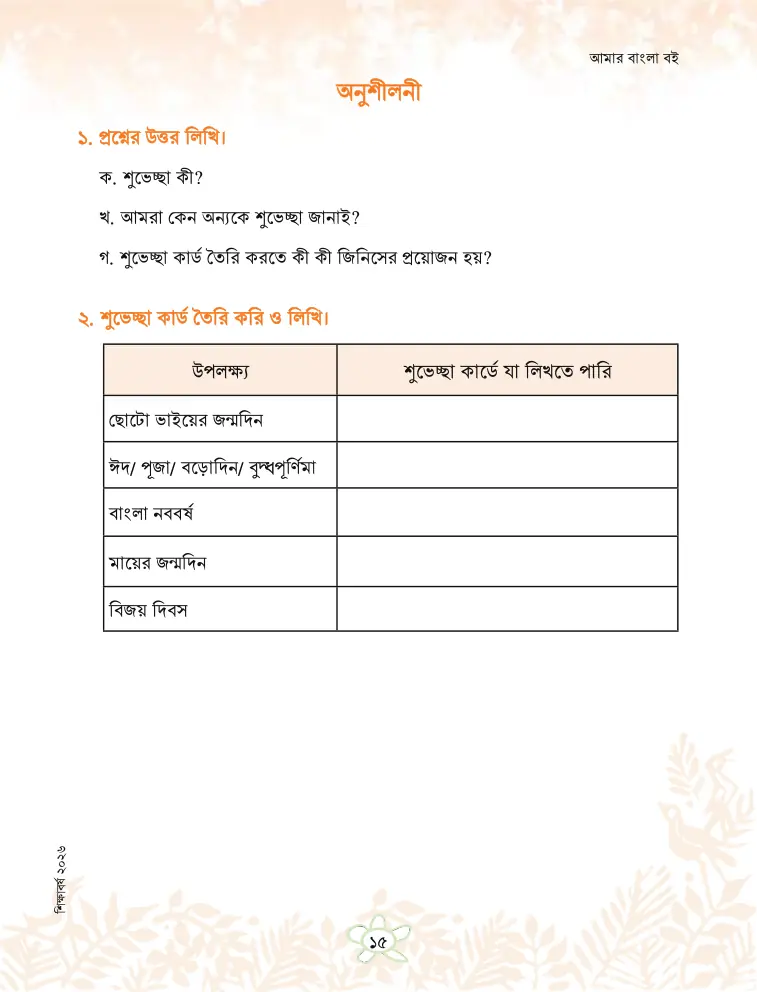 আমার বাংলা বই
অনুশীলনী
১. প্রশ্নের উত্তর লিখি।
ক. শুভেচ্ছা কী?
খ. আমরা কেন অন্যকে শুভেচ্ছা জানাই?
গ. শুভেচ্ছা কার্ড তৈরি করতে কী কী জিনিসের প্রয়োজন হয়?
২. শুভেচ্ছা কার্ড তৈরি করি ও লিখি।
উপলক্ষ্য শুভেচ্ছা কার্ডে যা লিখতে পারি
ছোটো ভাইয়ের জন্মদিন
ঈদ/ পূজা/ বড়োদিন/ বুদ্ধপূর্ণিমা
বাংলা নববর্ষ
মায়ের জন্মদিন
বিজয় দিবস
শিক্ষাবর্ষ ২০২৬
১৫